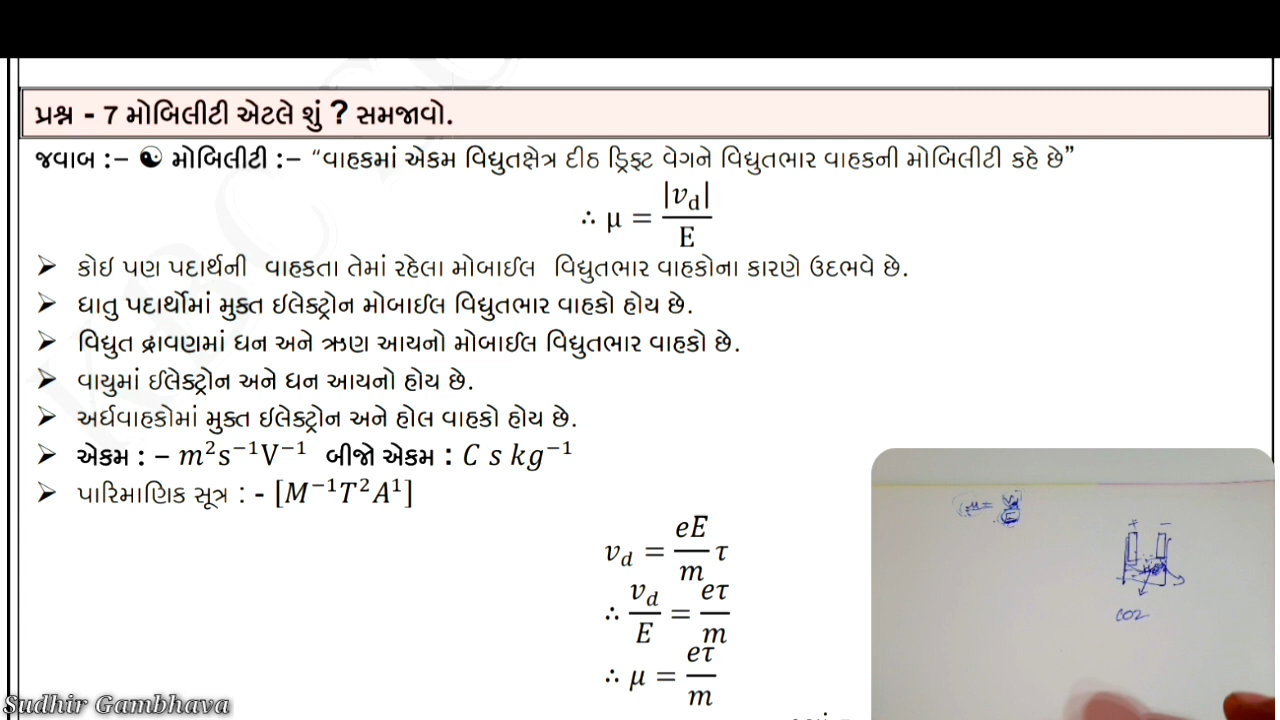 પ્રશ્ન - 7 મોબિલીટી એટલે શું ? સમજાવો.
જવાબ :– ☯ મોબિલીટી :– “વાહકમાં એકમ વિદ્યુતક્ષેત્ર દીઠ ડ્રિફ્ટ વેગને વિદ્યુતભાર વાહકની મોબિલીટી કહે છે”
∴ μ = |v_d| / E
➢ કોઈ પણ પદાર્થની વાહકતા તેમાં રહેલા મોબાઈલ વિદ્યુતભાર વાહકોના કારણે ઉદભવે છે.
➢ ધાતુ પદાર્થોમાં મુક્ત ઈલેક્ટ્રોન મોબાઈલ વિદ્યુતભાર વાહકો હોય છે.
➢ વિદ્યુત દ્રાવણમાં ધન અને ઋણ આયનો મોબાઈલ વિદ્યુતભાર વાહકો છે.
➢ વાયુમાં ઈલેક્ટ્રોન અને ધન આયનો હોય છે.
➢ અર્ધવાહકોમાં મુક્ત ઈલેક્ટ્રોન અને હોલ વાહકો હોય છે.
➢ એકમ : – m²s⁻¹V⁻¹ બીજો એકમ : C s kg⁻¹
➢ પારિમાણિક સૂત્ર : - [M⁻¹T²A¹]
v_d = eE/m τ
∴ v_d/E = eτ/m
∴ μ = eτ/m
Sudhir Gambhava